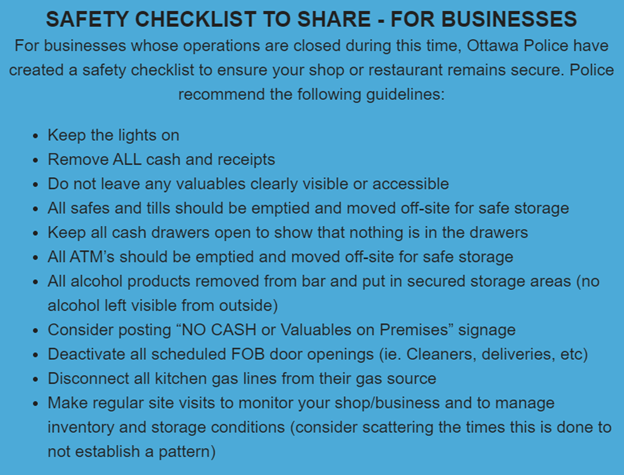 SAFETY CHECKLIST TO SHARE - FOR BUSINESSES
For businesses whose operations are closed during this time, Ottawa Police have
created a safety checklist to ensure your shop or restaurant remains secure. Police
recommend the following guidelines:
• Keep the lights on
• Remove ALL cash and receipts
• Do not leave any valuables clearly visible or accessible
• All safes and tills should be emptied and moved off-site for safe storage
• Keep all cash drawers open to show that nothing is in the drawers
• All ATM's should be emptied and moved off-site for safe storage
• All alcohol products removed from bar and put in secured storage areas (no
alcohol left visible from outside)
• Consider posting “NO CASH or Valuables on Premises” signage
• Deactivate all scheduled FOB door openings (ie. Cleaners, deliveries, etc)
• Disconnect all kitchen gas lines from their gas source
• Make regular site visits to monitor your shop/business and to manage
inventory and storage conditions (consider scattering the times this is done to
not establish a pattern)